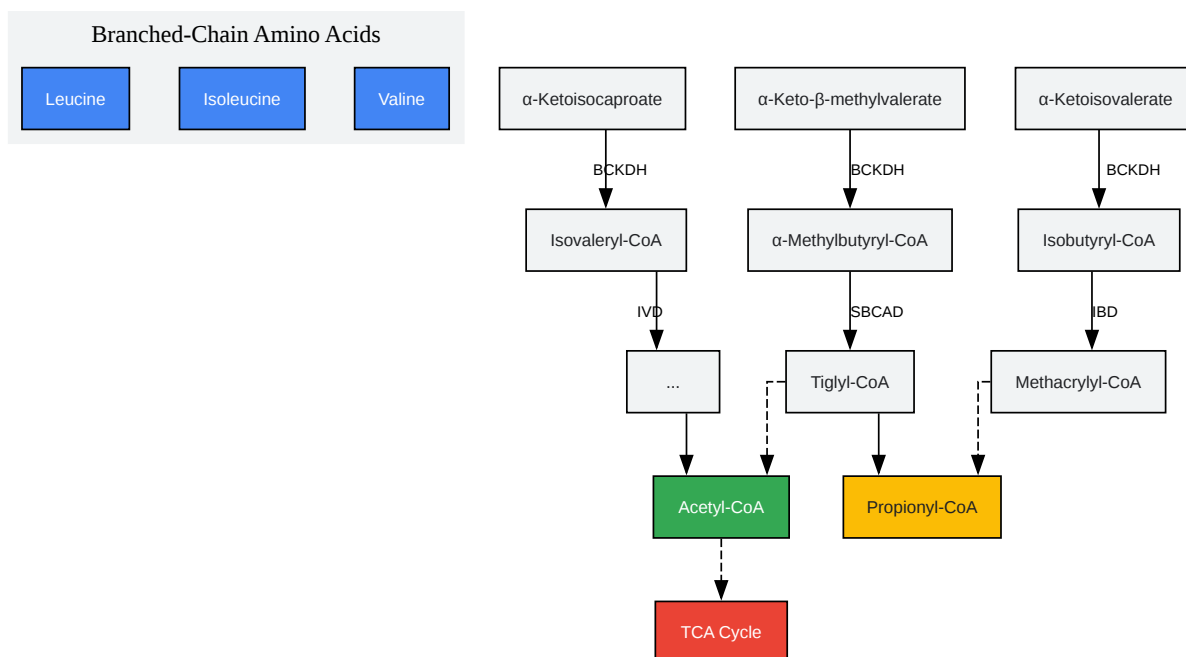 Branched-Chain Amino Acids
Leucine
Isoleucine
Valine
α-Ketoisocaproate
α-Keto-β-methylvalerate
α-Ketoisovalerate
BCKDH
BCKDH
BCKDH
Isovaleryl-CoA
α-Methylbutyryl-CoA
Isobutyryl-CoA
IVD
SBCAD
IBD
...
Tiglyl-CoA
Methacrylyl-CoA
Acetyl-CoA
Propionyl-CoA
TCA Cycle